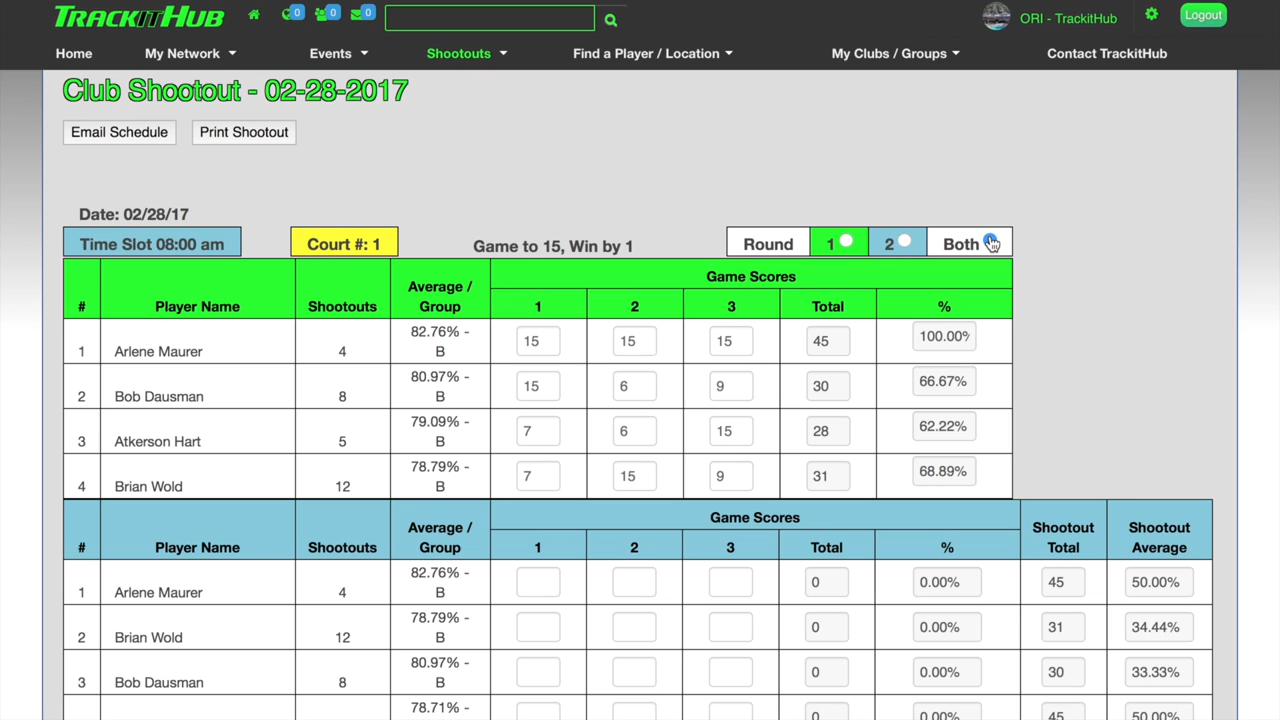 TRACKITHUB 0 0 0 ORI - TrackitHub Logout
Home My Network Events Shootouts Find a Player / Location My Clubs / Groups Contact TrackitHub
Club Shootout - 02-28-2017
Email Schedule Print Shootout
Date: 02/28/17
Time Slot 08:00 am Court #: 1 Game to 15, Win by 1 Round 1 2 Both
# Player Name Shootouts Average / Group Game Scores
1 2 3 Total %
1 Arlene Maurer 4 82.76% - B 15 15 15 45 100.00%
2 Bob Dausman 8 80.97% - B 15 6 9 30 66.67%
3 Atkerson Hart 5 79.09% - B 7 6 15 28 62.22%
4 Brian Wold 12 78.79% - B 7 15 9 31 68.89%
# Player Name Shootouts Average / Group Game Scores Shootout Total Shootout Average
1 2 3 Total %
1 Arlene Maurer 4 82.76% - B 0 0.00% 45 50.00%
2 Brian Wold 12 78.79% - B 0 0.00% 31 34.44%
3 Bob Dausman 8 80.97% - B 0 0.00% 30 33.33%
78.71% - 0 0.00% 45 50.00%